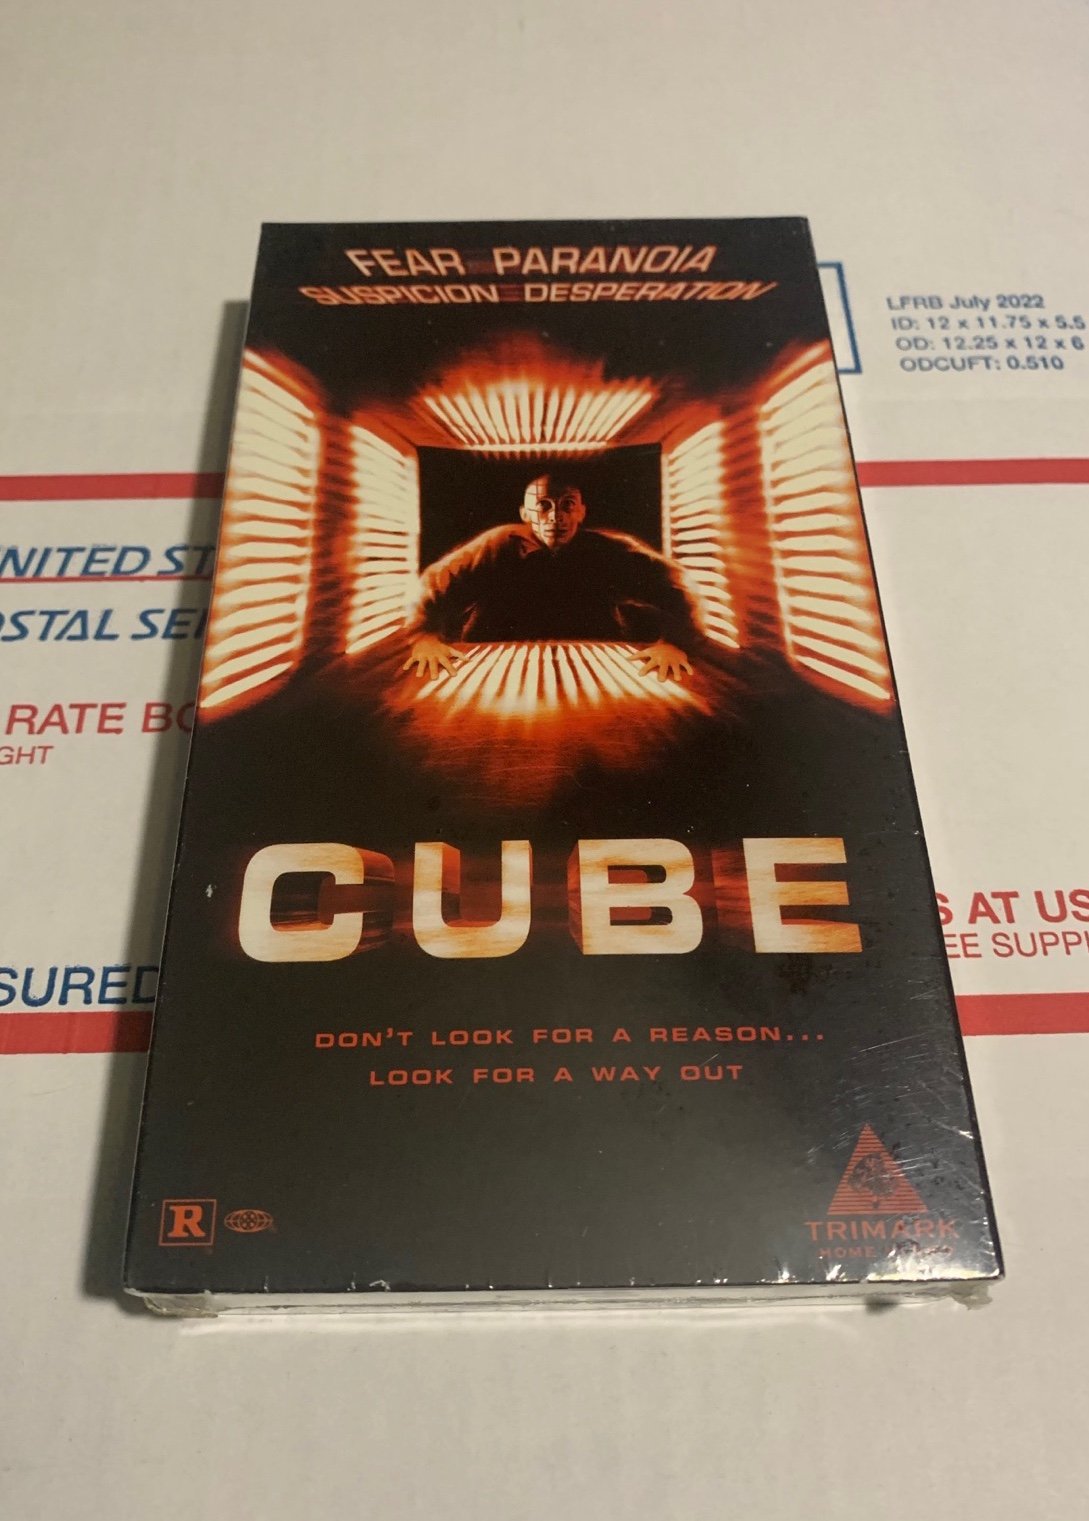 FEAR PARANOIA
SUSPICION DESPERATION
LFRB July 2022
ID: 12 x 11.75 x 5.5
OD: 12.25 x 12 x 6
ODCUFT: 0.510
NITED ST
OSTAL SE
RATE BO
GHT
CUBE
S AT US
EE SUPPL
SURED
DON'T LOOK FOR A REASON...
LOOK FOR A WAY OUT
R
TRIMARK
HOME